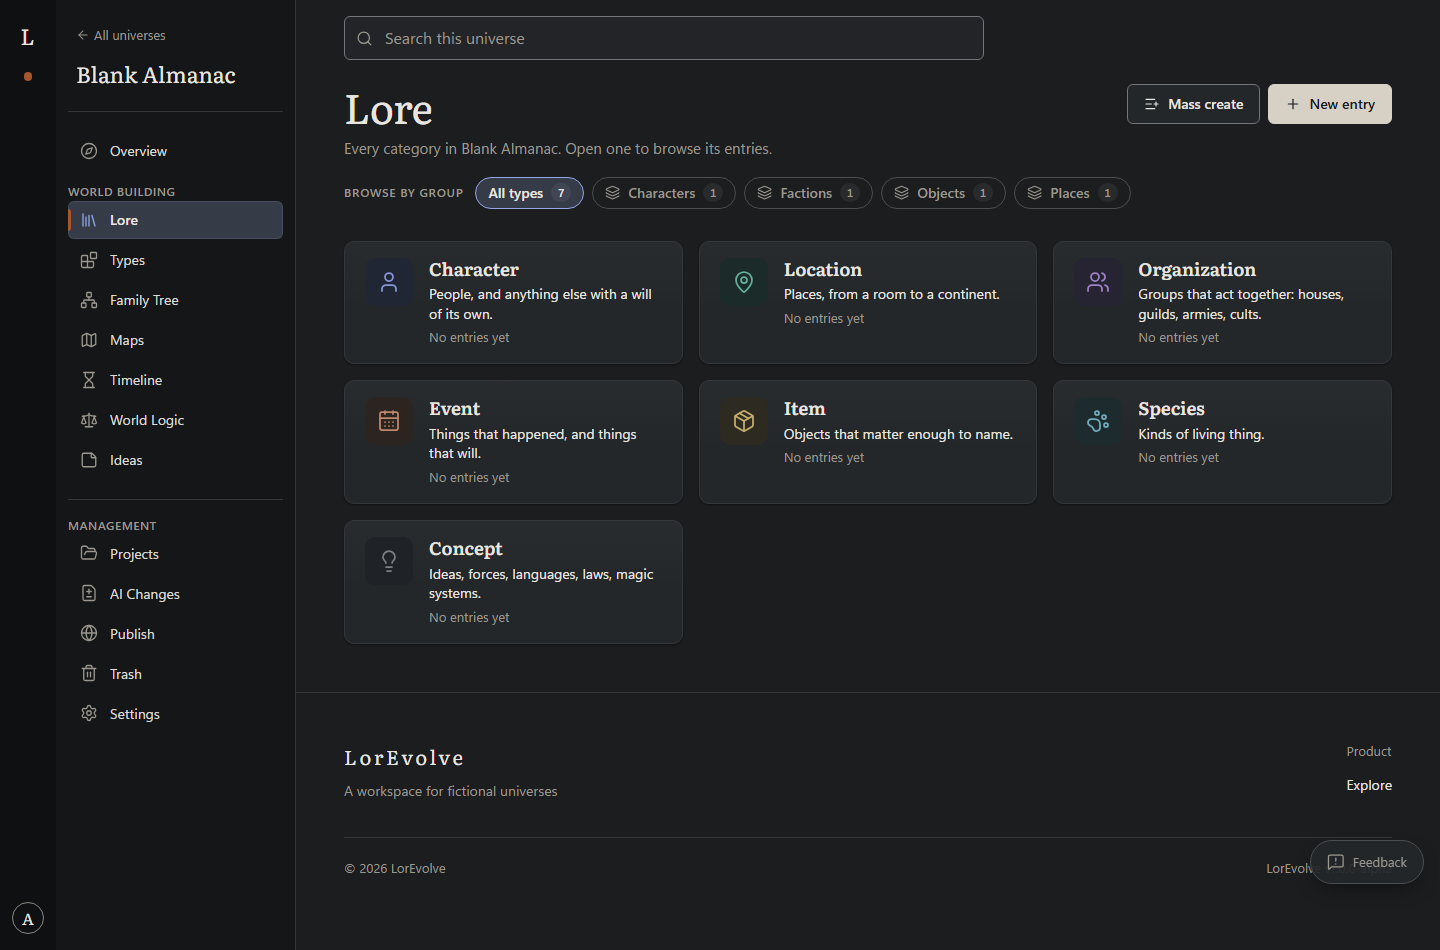 L
All universes
Blank Almanac
Overview
WORLD BUILDING
Lore
Types
Family Tree
Maps
Timeline
World Logic
Ideas
MANAGEMENT
Projects
AI Changes
Publish
Trash
Settings
A
Search this universe
Lore
Mass create
New entry
Every category in Blank Almanac. Open one to browse its entries.
BROWSE BY GROUP
All types 7
Characters 1
Factions 1
Objects 1
Places 1
Character
People, and anything else with a will
of its own.
No entries yet
Location
Places, from a room to a continent.
No entries yet
Organization
Groups that act together: houses,
guilds, armies, cults.
No entries yet
Event
Things that happened, and things
that will.
No entries yet
Item
Objects that matter enough to name.
No entries yet
Species
Kinds of living thing.
No entries yet
Concept
Ideas, forces, languages, laws, magic
systems.
No entries yet
LorEvolve
A workspace for fictional universes
Product
Explore
© 2026 LorEvolve
Feedback